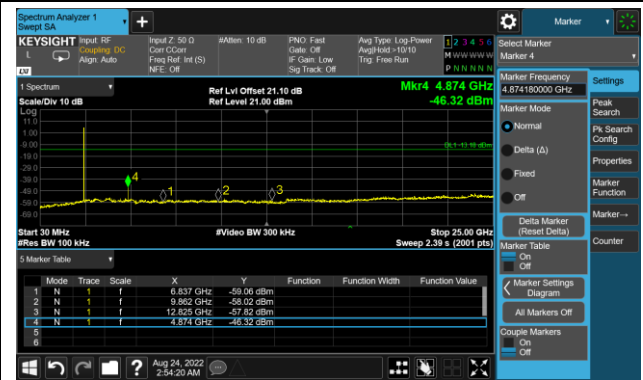 Spectrum Analyzer 1
Swept SA
+
Marker
KEYSIGHT
Input: RF
Coupling: DC
Align: Auto
Input Z: 50 Ω
Corr CCorr
Freq Ref: Int (S)
NFE: Off
#Atten: 10 dB
PNO: Fast
Gate: Off
IF Gain: Low
Sig Track: Off
Avg Type: Log-Power
Avg|Hold:>10/10
Trig: Free Run
1 2 3 4 5 6
M W W W W W
P N N N N N
L
LXI
Select Marker
Marker 4
Marker Frequency
4.874180000 GHz
Settings
Marker Mode
Normal
Delta (Δ)
Fixed
Off
Delta Marker
(Reset Delta)
Marker Table
On
Off
Marker Settings
Diagram
All Markers Off
Couple Markers
On
Off
Peak
Search
Pk Search
Config
Properties
Marker
Function
Marker→
Counter
1 Spectrum
Scale/Div 10 dB
Ref Lvl Offset 21.10 dB
Ref Level 21.00 dBm
Mkr4 4.874 GHz
-46.32 dBm
Log
11.0
1.00
-9.00
-19.0
-29.0
-39.0
-49.0
-59.0
-69.0
DL1 -13.18 dBm
4
1
2
3
Start 30 MHz
#Res BW 100 kHz
#Video BW 300 kHz
Stop 25.00 GHz
Sweep 2.39 s (2001 pts)
5 Marker Table
Mode Trace Scale X Y Function Function Width Function Value
1 N 1 f 6.837 GHz -59.06 dBm
2 N 1 f 9.862 GHz -58.02 dBm
3 N 1 f 12.825 GHz -57.82 dBm
4 N 1 f 4.874 GHz -46.32 dBm
5
6
?
Aug 24, 2022
2:54:20 AM